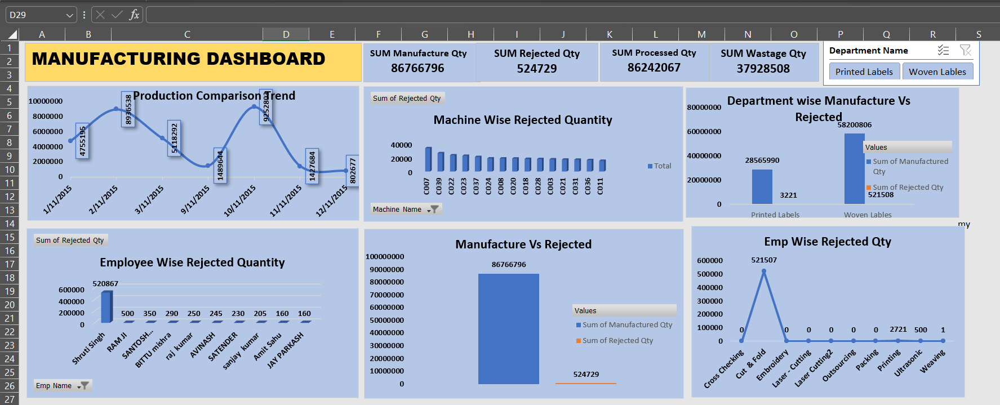 D29
fx
A B C D E F G H I J K L M N O P Q R S
1
2
3
4
5
6
7
8
9
10
11
12
13
14
15
16
17
18
19
20
21
22
23
24
25
26
27
MANUFACTURING DASHBOARD
SUM Manufacture Qty
86766796
SUM Rejected Qty
524729
SUM Processed Qty
86242067
SUM Wastage Qty
37928508
Department Name
Printed Labels
Woven Lables
Production Comparison Trend
10000000
8000000
6000000
4000000
2000000
0
4755195
8936538
5118292
1489644
9252803
1427684
802677
1/11/2015
2/11/2015
3/11/2015
9/11/2015
10/11/2015
11/11/2015
12/11/2015
Sum of Rejected Qty
Machine Wise Rejected Quantity
40000
20000
0
C007 C039 C022 C023 C037 C024 C008 C020 C018 C028 C003 C021 C031 C036 C011
Total
Machine Name
Department wise Manufacture Vs
Rejected
80000000
60000000
40000000
20000000
0
28565990
3221
58200806
521508
Printed Labels
Woven Lables
Values
Sum of Manufactured
Qty
Sum of Rejected Qty
my
Sum of Rejected Qty
Employee Wise Rejected Quantity
600000
400000
200000
0
520867 500 350 290 250 245 230 205 160 160
Shruti Singh
RAM JI
SANTOSH...
BITTU mishra
raj kumar
AVINASH
SATENDER
sanjay kumar
Amit Sahu
JAY PARKASH
Emp Name
Manufacture Vs Rejected
100000000
90000000
80000000
70000000
60000000
50000000
40000000
30000000
20000000
10000000
0
86766796
524729
Values
Sum of Manufactured Qty
Sum of Rejected Qty
Emp Wise Rejected Qty
600000
500000
400000
300000
200000
100000
0
0 521507 0 0 0 0 0 2721 500 1
Cross Checking
Cut & Fold
Embroidery
Laser - Cutting
Laser Cutting2
Outsourcing
Packing
Printing
Ultrasonic
Weaving